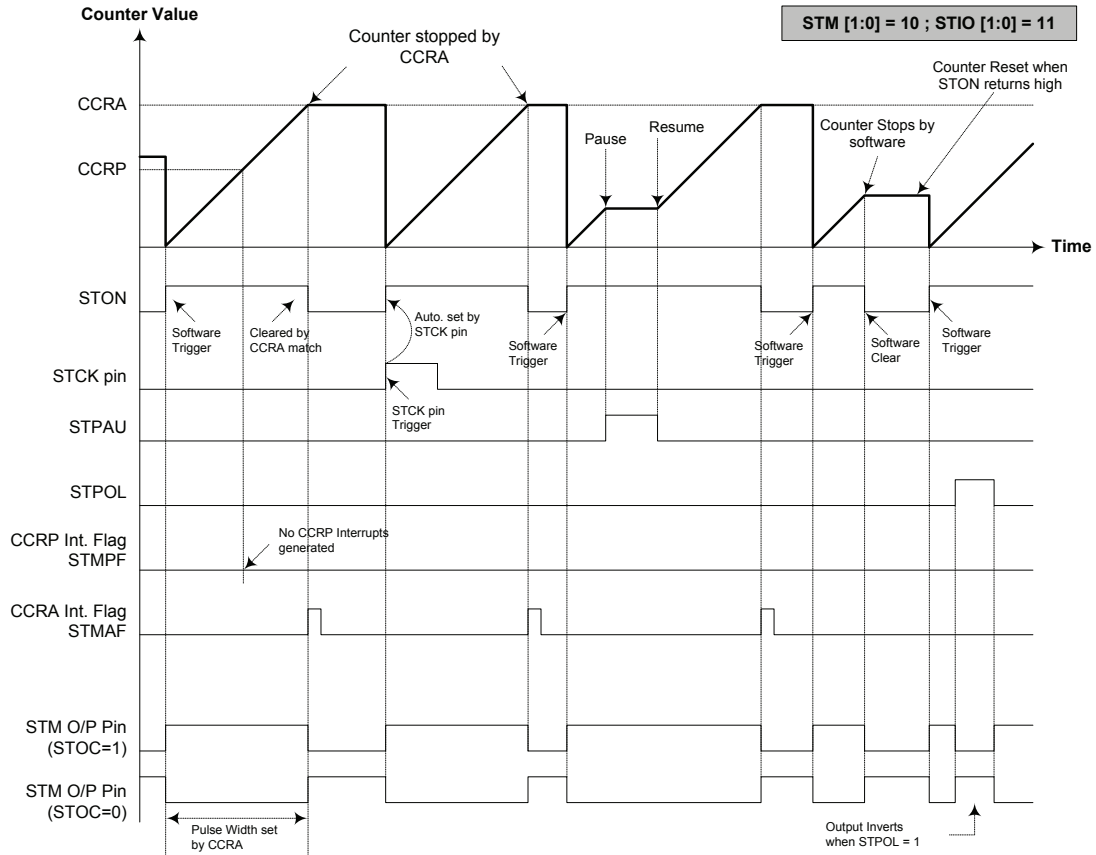 Counter Value
STM [1:0] = 10 ; STIO [1:0] = 11
Counter stopped by
CCRA
Counter Reset when
STON returns high
CCRA
Pause
Resume
Counter Stops by
software
CCRP
Time
STON
Software
Trigger
Cleared by
CCRA match
Auto. set by
STCK pin
Software
Trigger
Software
Trigger
Software
Clear
Software
Trigger
STCK pin
STCK pin
Trigger
STPAU
STPOL
No CCRP Interrupts
generated
CCRP Int. Flag
STMPF
CCRA Int. Flag
STMAF
STM O/P Pin
(STOC=1)
STM O/P Pin
(STOC=0)
Pulse Width set
by CCRA
Output Inverts
when STPOL = 1